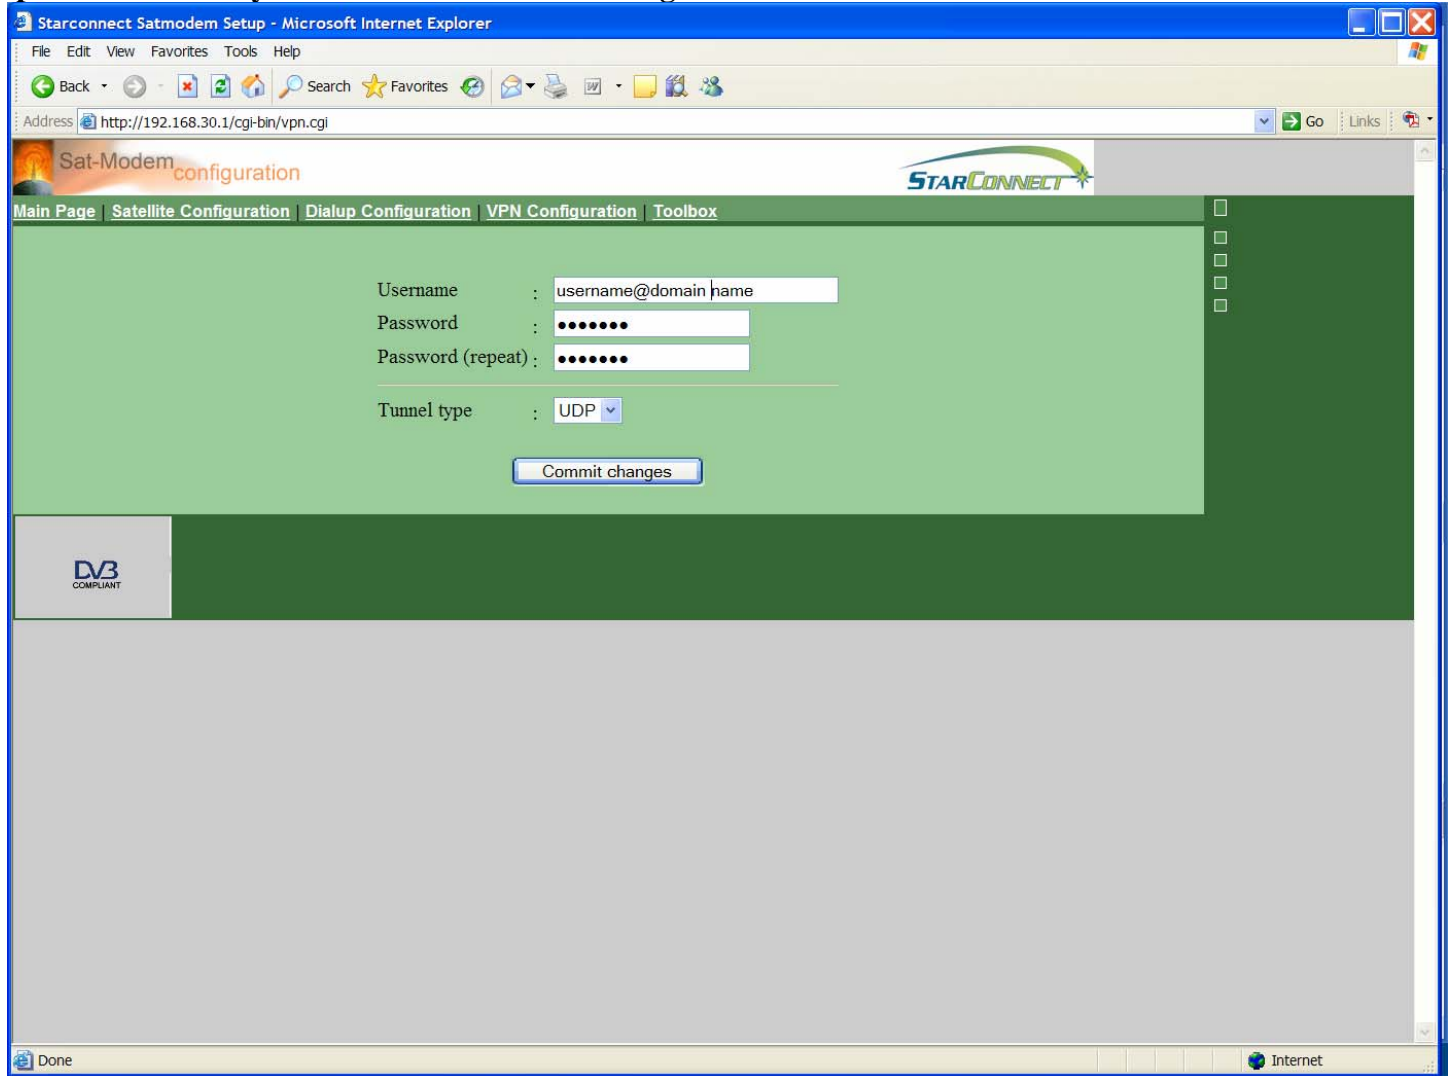 Starconnect Satmodem Setup - Microsoft Internet Explorer
File Edit View Favorites Tools Help
Back Search Favorites
Address http://192.168.30.1/cgi-bin/vpn.cgi Go Links
Sat-Modem configuration STARCONNECT
Main Page | Satellite Configuration | Dialup Configuration | VPN Configuration | Toolbox
Username : username@domain name
Password : •••••••
Password (repeat) : •••••••
Tunnel type : UDP
Commit changes
DVB
COMPLIANT
Done Internet